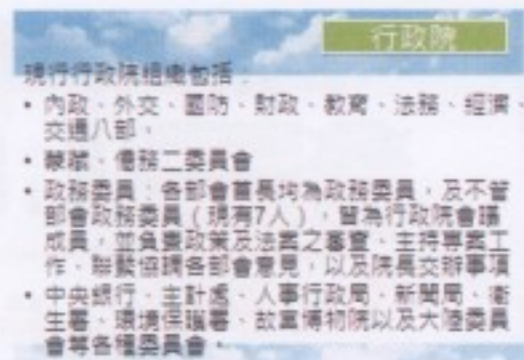 行政院
現行行政院組織包括：
• 內政、外交、國防、財政、教育、法務、經濟、
交通八部，
• 蒙藏、僑務二委員會
• 政務委員：各部會首長均為政務委員，及不管
部會政務委員（現有7人），皆為行政院會議
成員，並負責政策及法案之審查、主持專案工
作、聯繫協調各部會意見，以及院長交辦事項
• 中央銀行、主計處、人事行政局、新聞局、衛
生署、環境保護署、故宮博物院以及大陸委員
會等各種委員會。